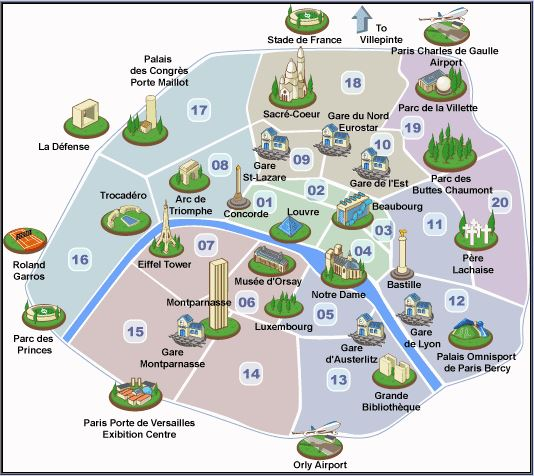 Stade de France
To
Villepinte
Paris Charles de Gaulle
Airport
Palais
des Congrès
Porte Maillot
18
17
Sacré-Coeur
Gare du Nord
Eurostar
Parc de la Villette
19
La Défense
10
09
08
Gare
St-Lazare
Gare de l'Est
Parc des
Buttes Chaumont
Trocadéro
Arc de
Triomphe
Concorde
01
02
Louvre
Beaubourg
20
11
03
Roland
Garros
16
Eiffel Tower
07
Musée d'Orsay
04
Notre Dame
Bastille
Père
Lachaise
Montparnasse
06
12
Parc des
Princes
15
Luxembourg
05
Gare
Montparnasse
Gare
d'Austerlitz
Gare
de Lyon
Palais Omnisport
de Paris Bercy
14
13
Grande
Bibliothèque
Paris Porte de Versailles
Exibition Centre
Orly Airport